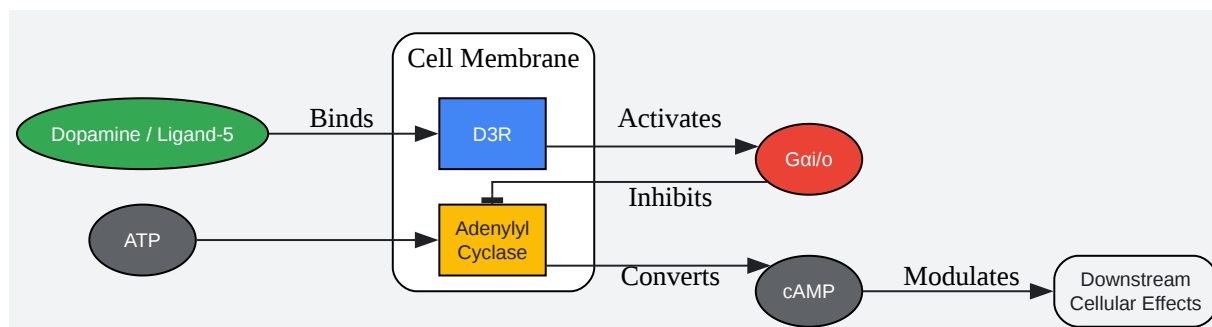 Cell Membrane
Dopamine / Ligand-5
Binds
D3R
Activates
Gαi/o
Inhibits
ATP
Adenylyl
Cyclase
Converts
cAMP
Modulates
Downstream
Cellular Effects